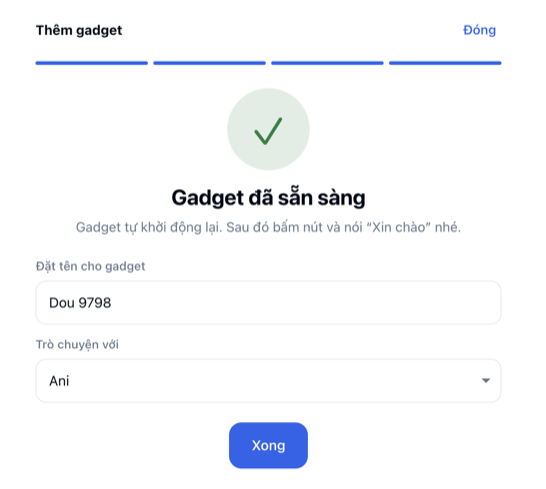 Thêm gadget
Đóng
Gadget đã sẵn sàng
Gadget tự khởi động lại. Sau đó bấm nút và nói “Xin chào” nhé.
Đặt tên cho gadget
Dou 9798
Trò chuyện với
Ani
Xong